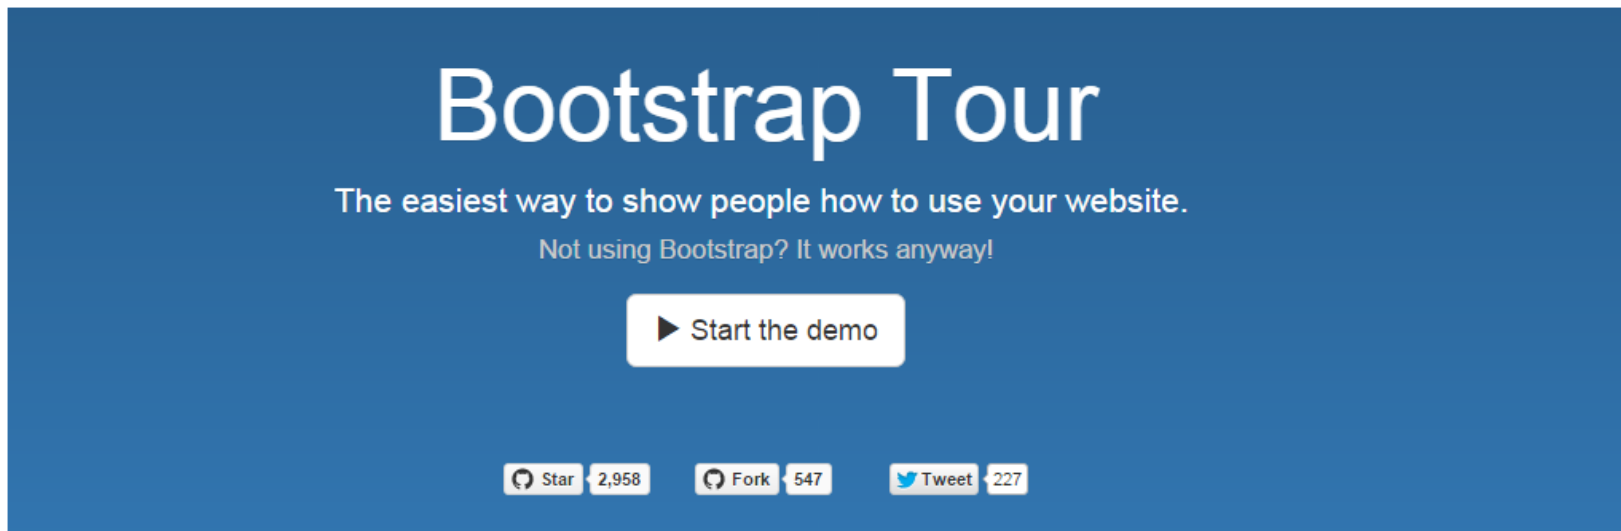 Bootstrap Tour
The easiest way to show people how to use your website.
Not using Bootstrap? It works anyway!
Start the demo
Star 2,958 Fork 547 Tweet 227